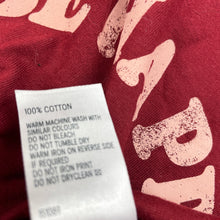 100% COTTON
WARM MACHINE WASH WITH
SIMILAR COLOURS
DO NOT BLEACH
DO NOT TUMBLE DRY
WARM IRON ON REVERSE SIDE
IF REQUIRED
DO NOT IRON PRINT
DO NOT DRYCLEAN